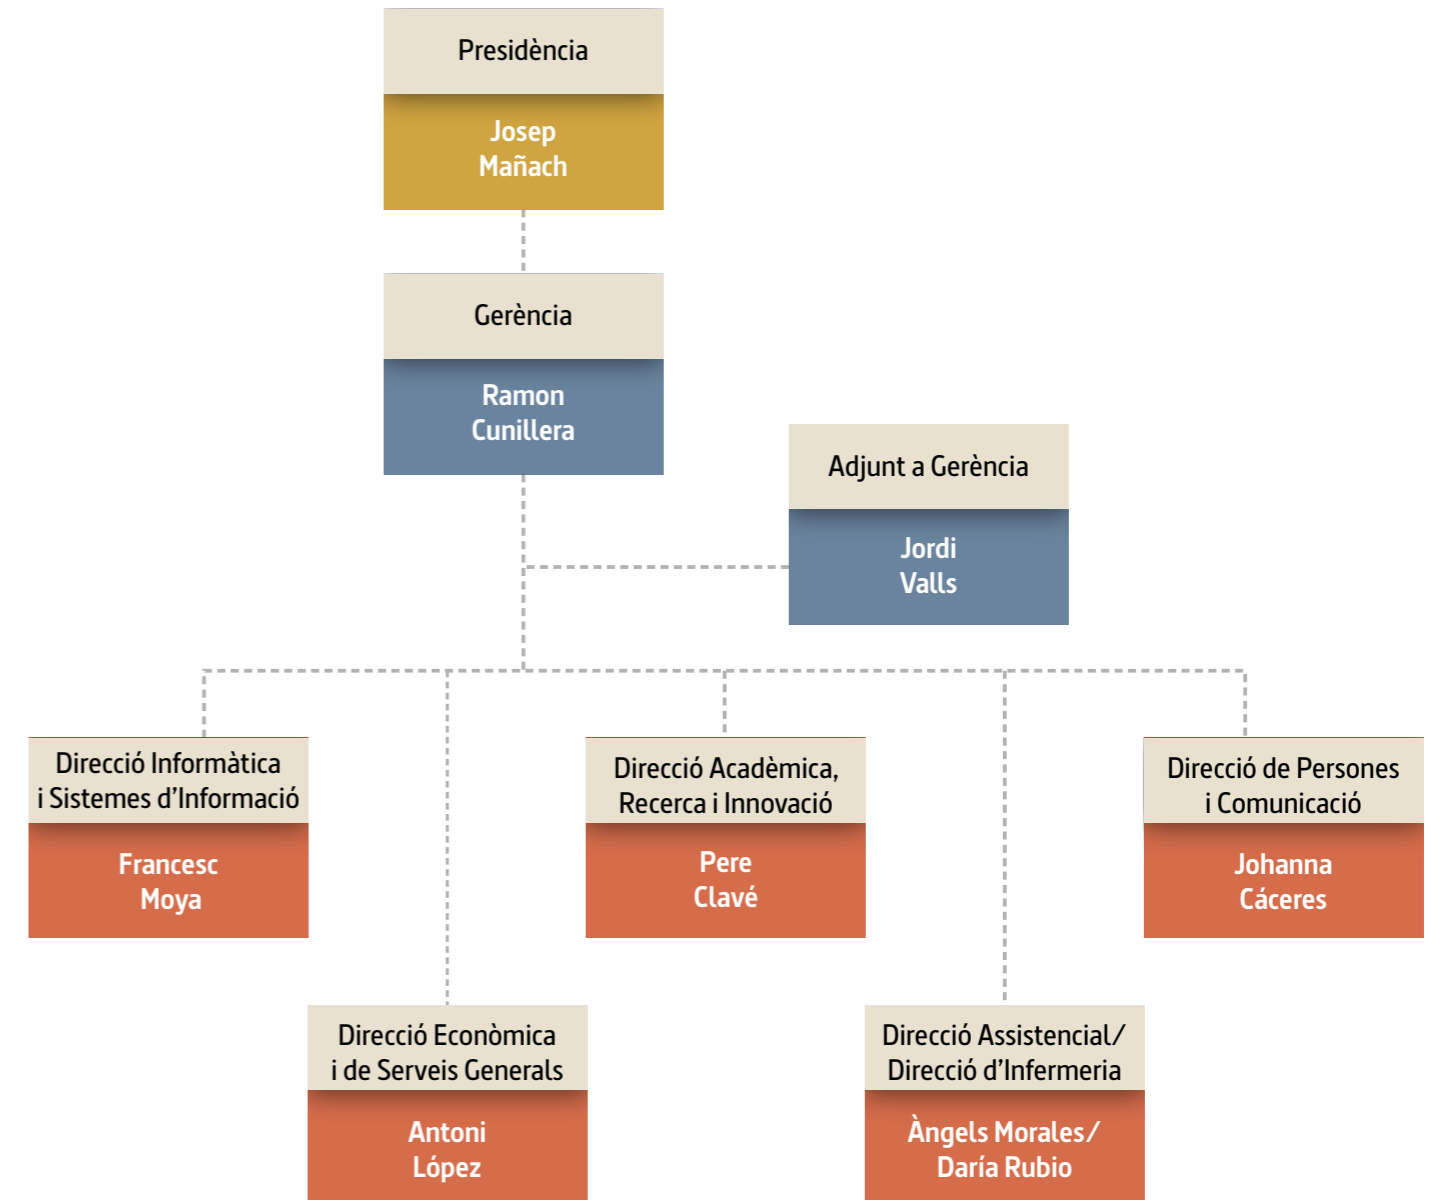 Presidència
Josep
Mañach
Gerència
Ramon
Cunillera
Adjunt a Gerència
Jordi
Valls
Direcció Informàtica
i Sistemes d’Informació
Francesc
Moya
Direcció Acadèmica,
Recerca i Innovació
Pere
Clavé
Direcció de Persones
i Comunicació
Johanna
Cáceres
Direcció Econòmica
i de Serveis Generals
Antoni
López
Direcció Assistencial/
Direcció d’Infermeria
Àngels Morales/
Daría Rubio